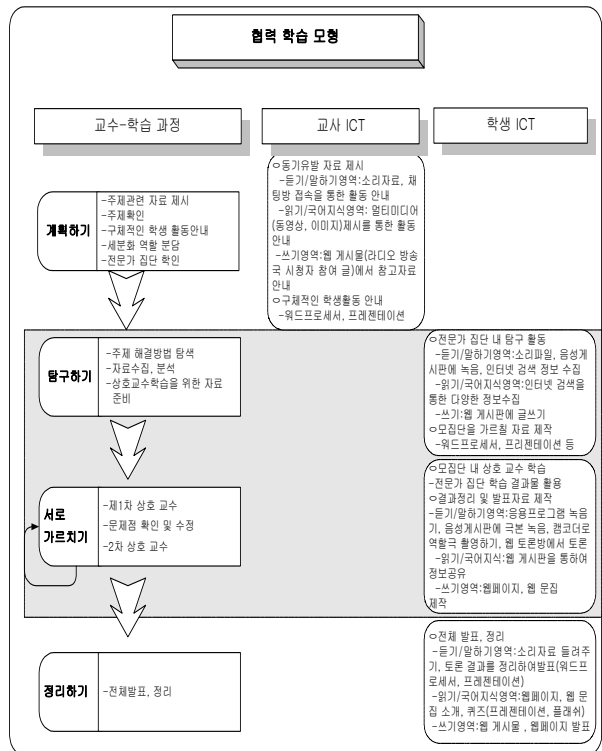 협력 학습 모형
교수-학습 과정
교사 ICT
학생 ICT
계획하기
-주제관련 자료 제시
-주제확인
-구체적인 학생 활동안내
-세분화 역할 분담
-전문가 집단 확인
ㅇ동기유발 자료 제시
-듣기/말하기영역:소리자료, 채
팅방 접속을 통한 활동 안내
-읽기/국어지식영역: 멀티미디어
(동영상, 이미지)제시를 통한 활동
안내
-쓰기영역:웹 게시물(라디오 방송
국 시청자 참여 글)에서 참고자료
안내
ㅇ구체적인 학생활동 안내
-워드프로세서, 프레젠테이션
탐구하기
-주제 해결방법 탐색
-자료수집, 분석
-상호교수학습을 위한 자료
준비
ㅇ전문가 집단 내 탐구 활동
-듣기/말하기영역:소리파일, 음성게
시판에 녹음, 인터넷 검색 정보 수집
-읽기/국어지식영역:인터넷 검색을
통한 다양한 정보수집
-쓰기:웹 게시판에 글쓰기
ㅇ모집단을 가르칠 자료 제작
-워드프로세서, 프리젠테이션 등
서로
가르치기
-제1차 상호 교수
-문제점 확인 및 수정
-2차 상호 교수
ㅇ모집단 내 상호 교수 학습
-전문가 집단 학습 결과물 활용
ㅇ결과정리 및 발표자료 제작
-듣기/말하기영역:응용프로그램 녹음
기, 음성게시판에 극본 녹음, 캠코더로
역할극 촬영하기, 웹 토론방에서 토론
-읽기/국어지식:웹 게시판을 통하여
정보공유
-쓰기영역:웹페이지, 웹 문집
제작
정리하기
-전체발표, 정리
ㅇ전체 발표, 정리
-듣기/말하기영역:소리자료 들려주
기, 토론 결과를 정리하여발표(워드프
로세서, 프레젠테이션)
-읽기/국어지식영역:웹페이지, 웹 문
집 소개, 퀴즈(프레젠테이션, 플래쉬)
-쓰기영역:웹 게시물 , 웹페이지 발표